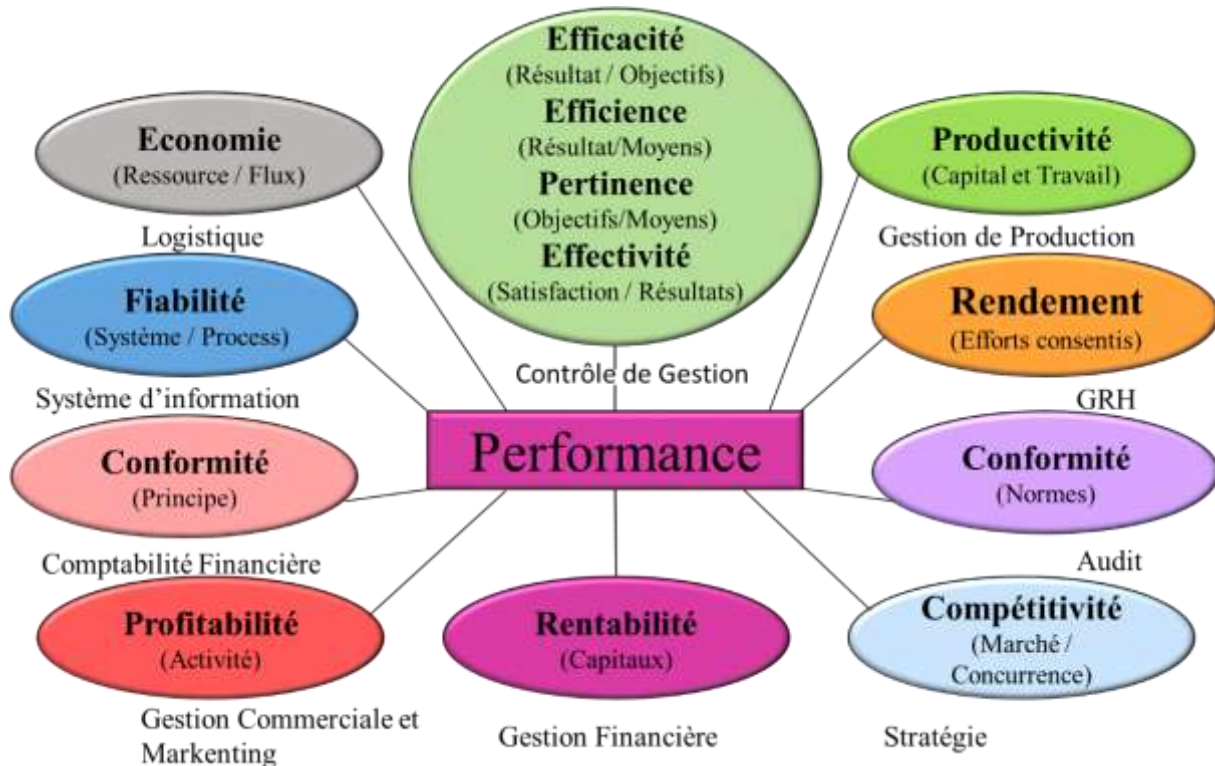 Efficacité
(Résultat / Objectifs)
Efficience
(Résultat/Moyens)
Pertinence
(Objectifs/Moyens)
Effectivité
(Satisfaction / Résultats)
Contrôle de Gestion
Economie
(Ressource / Flux)
Logistique
Productivité
(Capital et Travail)
Gestion de Production
Fiabilité
(Système / Process)
Système d'information
Rendement
(Efforts consentis)
GRH
Performance
Conformité
(Principe)
Comptabilité Financière
Conformité
(Normes)
Audit
Profitabilité
(Activité)
Gestion Commerciale et
Markenting
Rentabilité
(Capitaux)
Gestion Financière
Compétitivité
(Marché /
Concurrence)
Stratégie